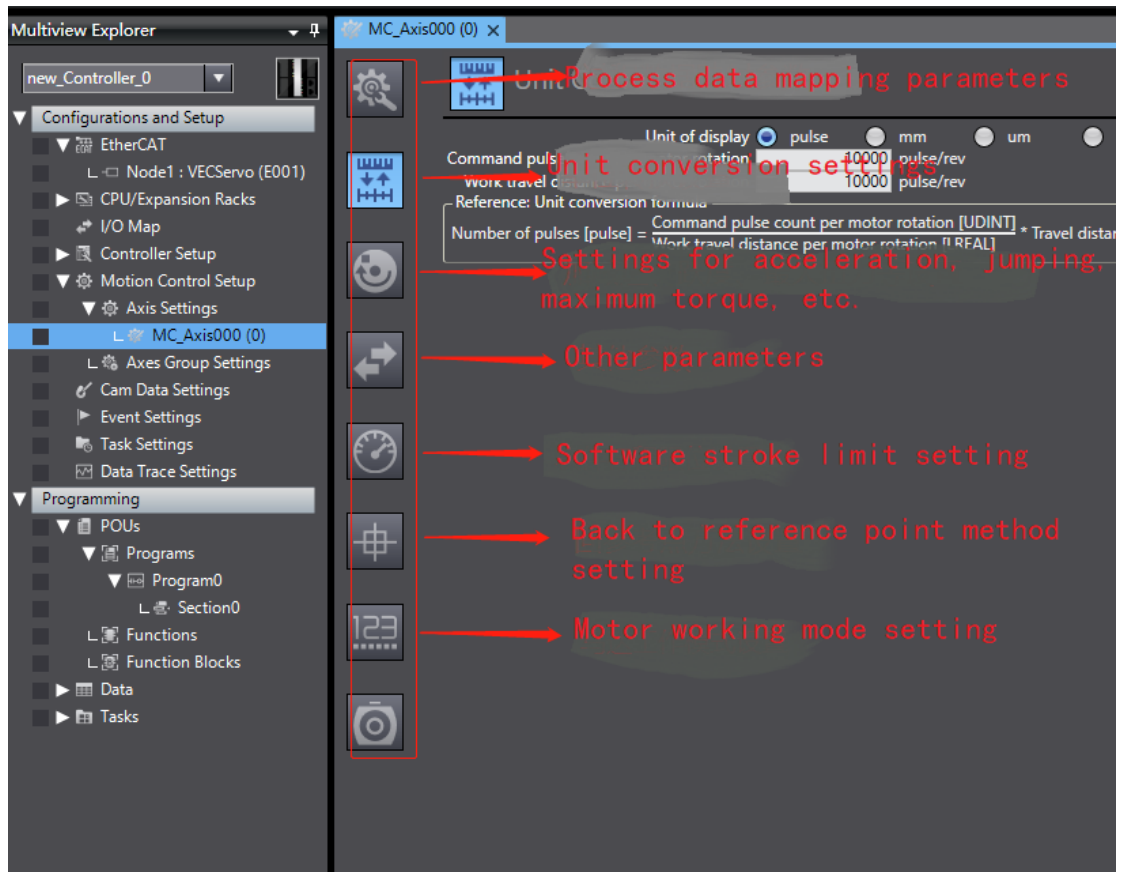 Multiview Explorer
MC_Axis000 (0)
new_Controller_0
Configurations and Setup
EtherCAT
Node1 : VECServo (E001)
CPU/Expansion Racks
I/O Map
Controller Setup
Motion Control Setup
Axis Settings
MC_Axis000 (0)
Axes Group Settings
Cam Data Settings
Event Settings
Task Settings
Data Trace Settings
Programming
POUs
Programs
Program0
Section0
Functions
Function Blocks
Data
Tasks
Unit
Process data mapping parameters
Unit of display pulse mm um
Command 10000 pulse/rev
Unit conversion settings
Work travel 10000 pulse/rev
Reference: Unit conversion formula
Number of pulses [pulse] = Command pulse count per motor rotation [UDINT] * Travel
Work travel distance per motor rotation [LREAL]
Settings for acceleration, jumping,
maximum torque, etc.
Other parameters
Software stroke limit setting
Back to reference point method
setting
123
Motor working mode setting